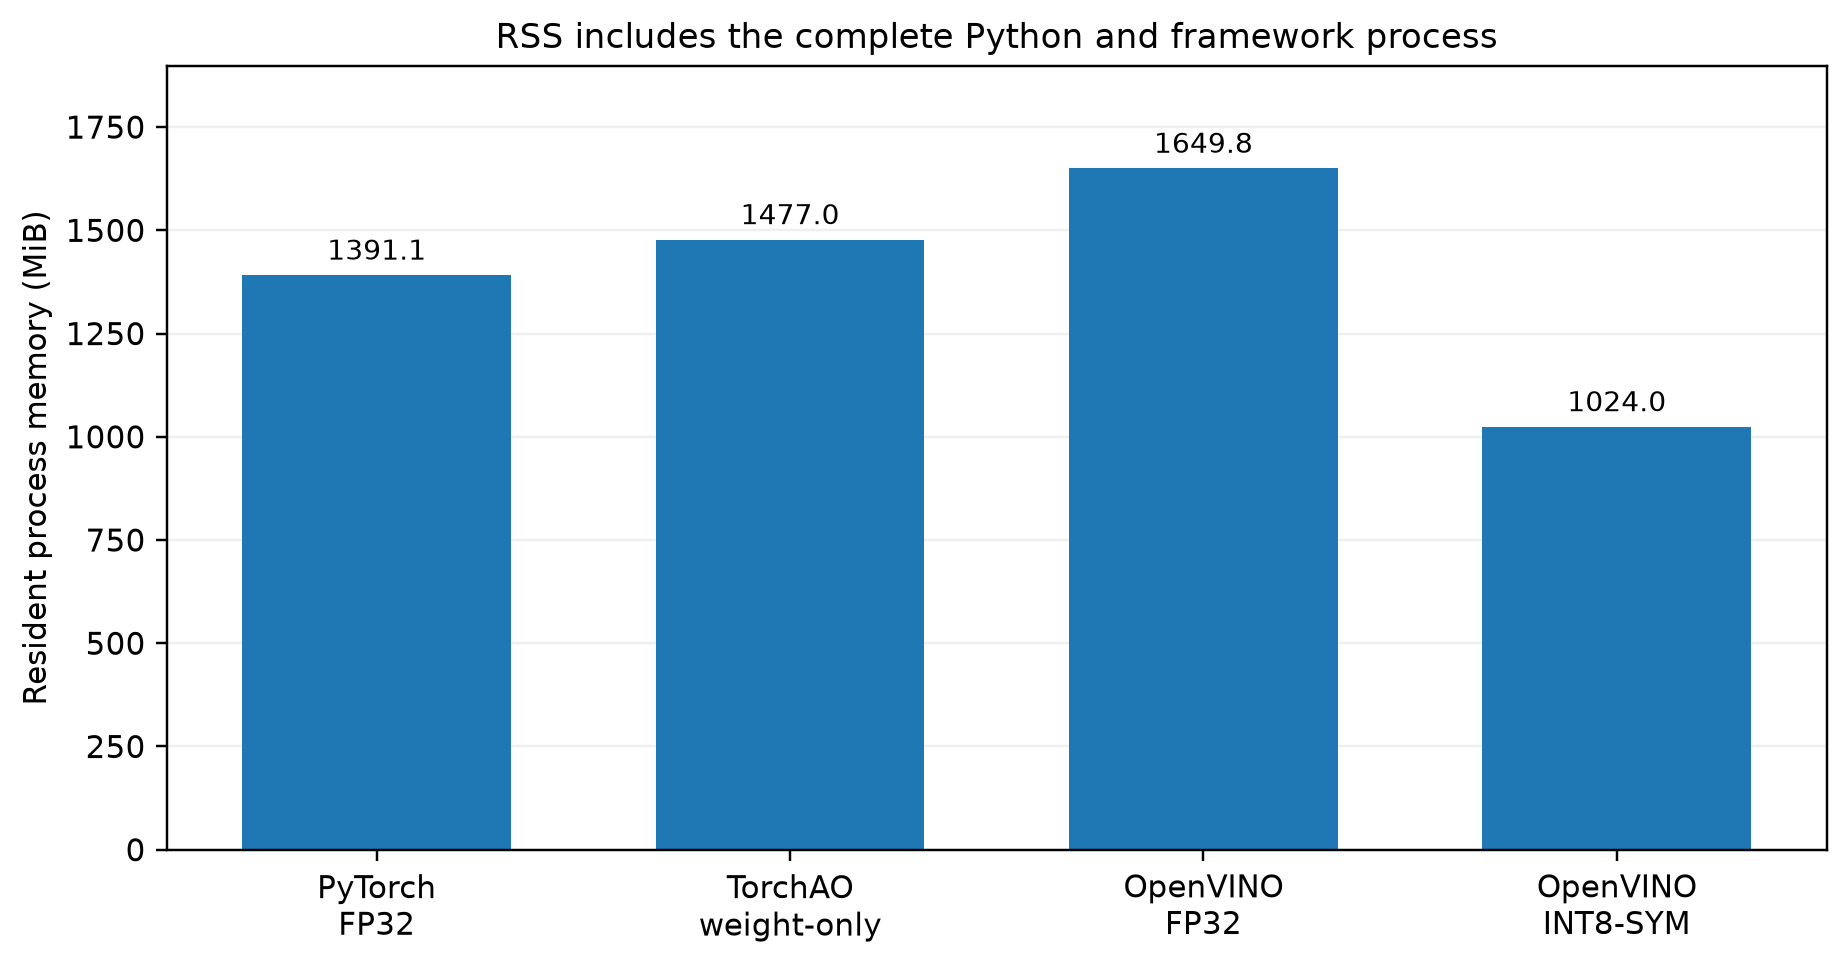 RSS includes the complete Python and framework process
Resident process memory (MiB)
1750
1500
1250
1000
750
500
250
0
1391.1
1477.0
1649.8
1024.0
PyTorch
FP32
TorchAO
weight-only
OpenVINO
FP32
OpenVINO
INT8-SYM